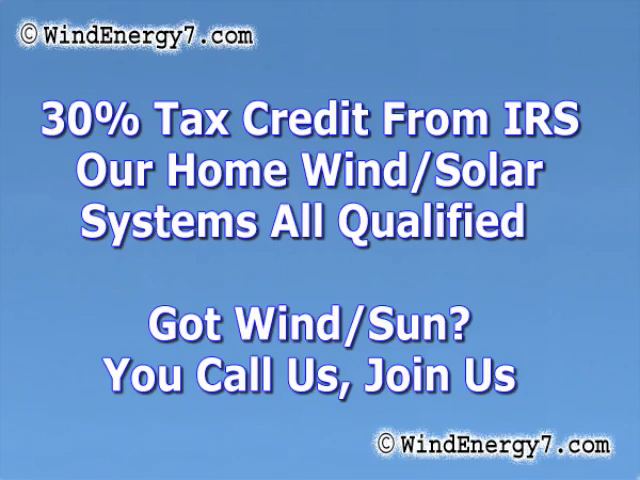 © WindEnergy7.com
30% Tax Credit From IRS
Our Home Wind/Solar
Systems All Qualified
Got Wind/Sun?
You Call Us, Join Us
© WindEnergy7.com